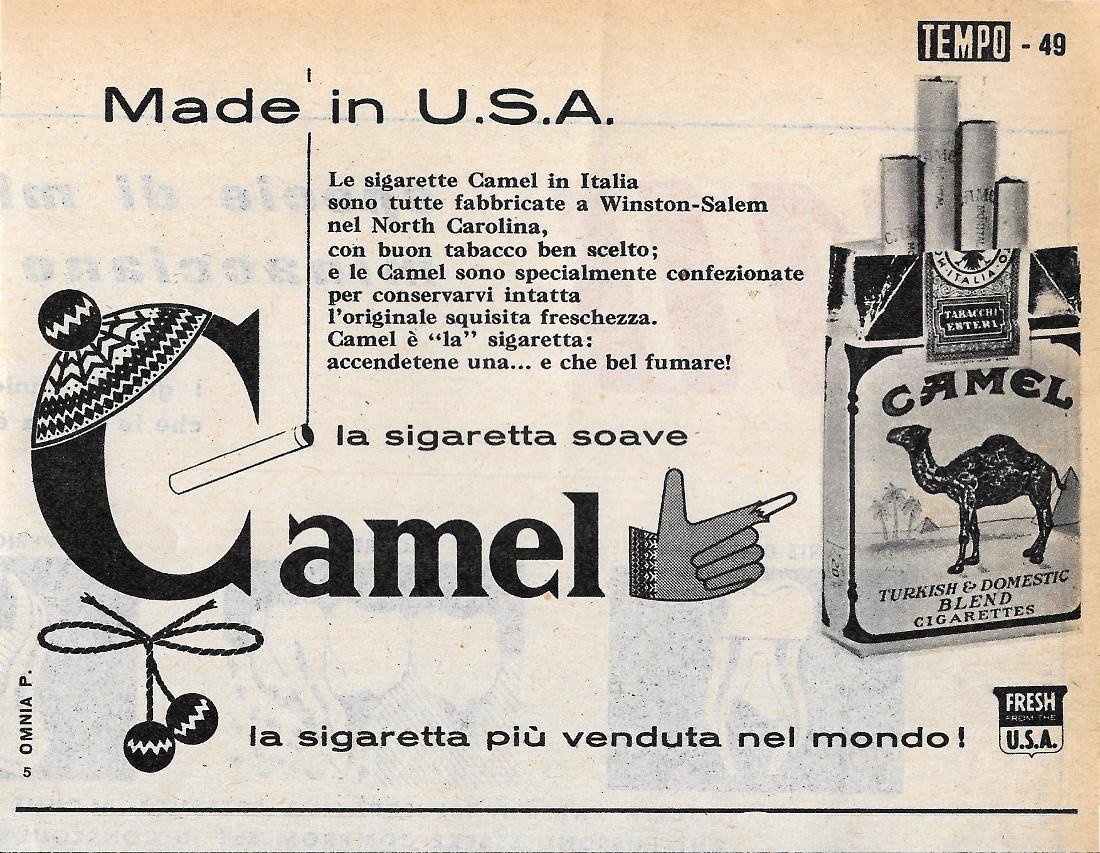 TEMPO - 49
Made in U.S.A.
Le sigarette Camel in Italia
sono tutte fabbricate a Winston-Salem
nel North Carolina,
con buon tabacco ben scelto;
e le Camel sono specialmente confezionate
per conservarvi intatta
l'originale squisita freschezza.
Camel è “la” sigaretta:
accendetene una... e che bel fumare!
la sigaretta soave
Camel
la sigaretta più venduta nel mondo!
TABACCHI
ESTERI
CAMEL
20
TURKISH & DOMESTIC
BLEND
CIGARETTES
FRESH
FROM THE
U.S.A.
OMNIA P.
5